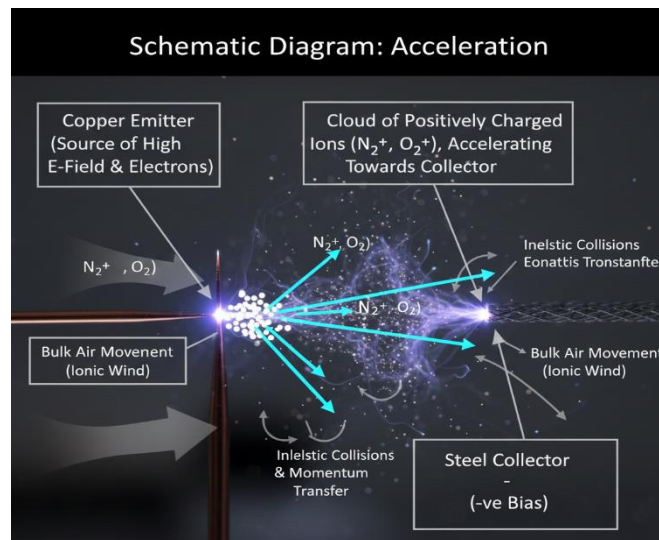 Schematic Diagram: Acceleration
Copper Emitter
(Source of High
E-Field & Electrons)
Cloud of Positively Charged
Ions (N₂⁺, O₂⁺), Accelerating
Towards Collector
N₂⁺, O₂)
Inelstic Collisions
Eonattis Tronstanfte
N₂⁺ , O₂)
N₂⁺, -O₂)
Bulk Air Movenent
(Ionic Wind)
Bulk Air Movement
(Ionic Wind)
Inlelstic Collisions
& Momentum
Transfer
Steel Collector
-
(-ve Bias)